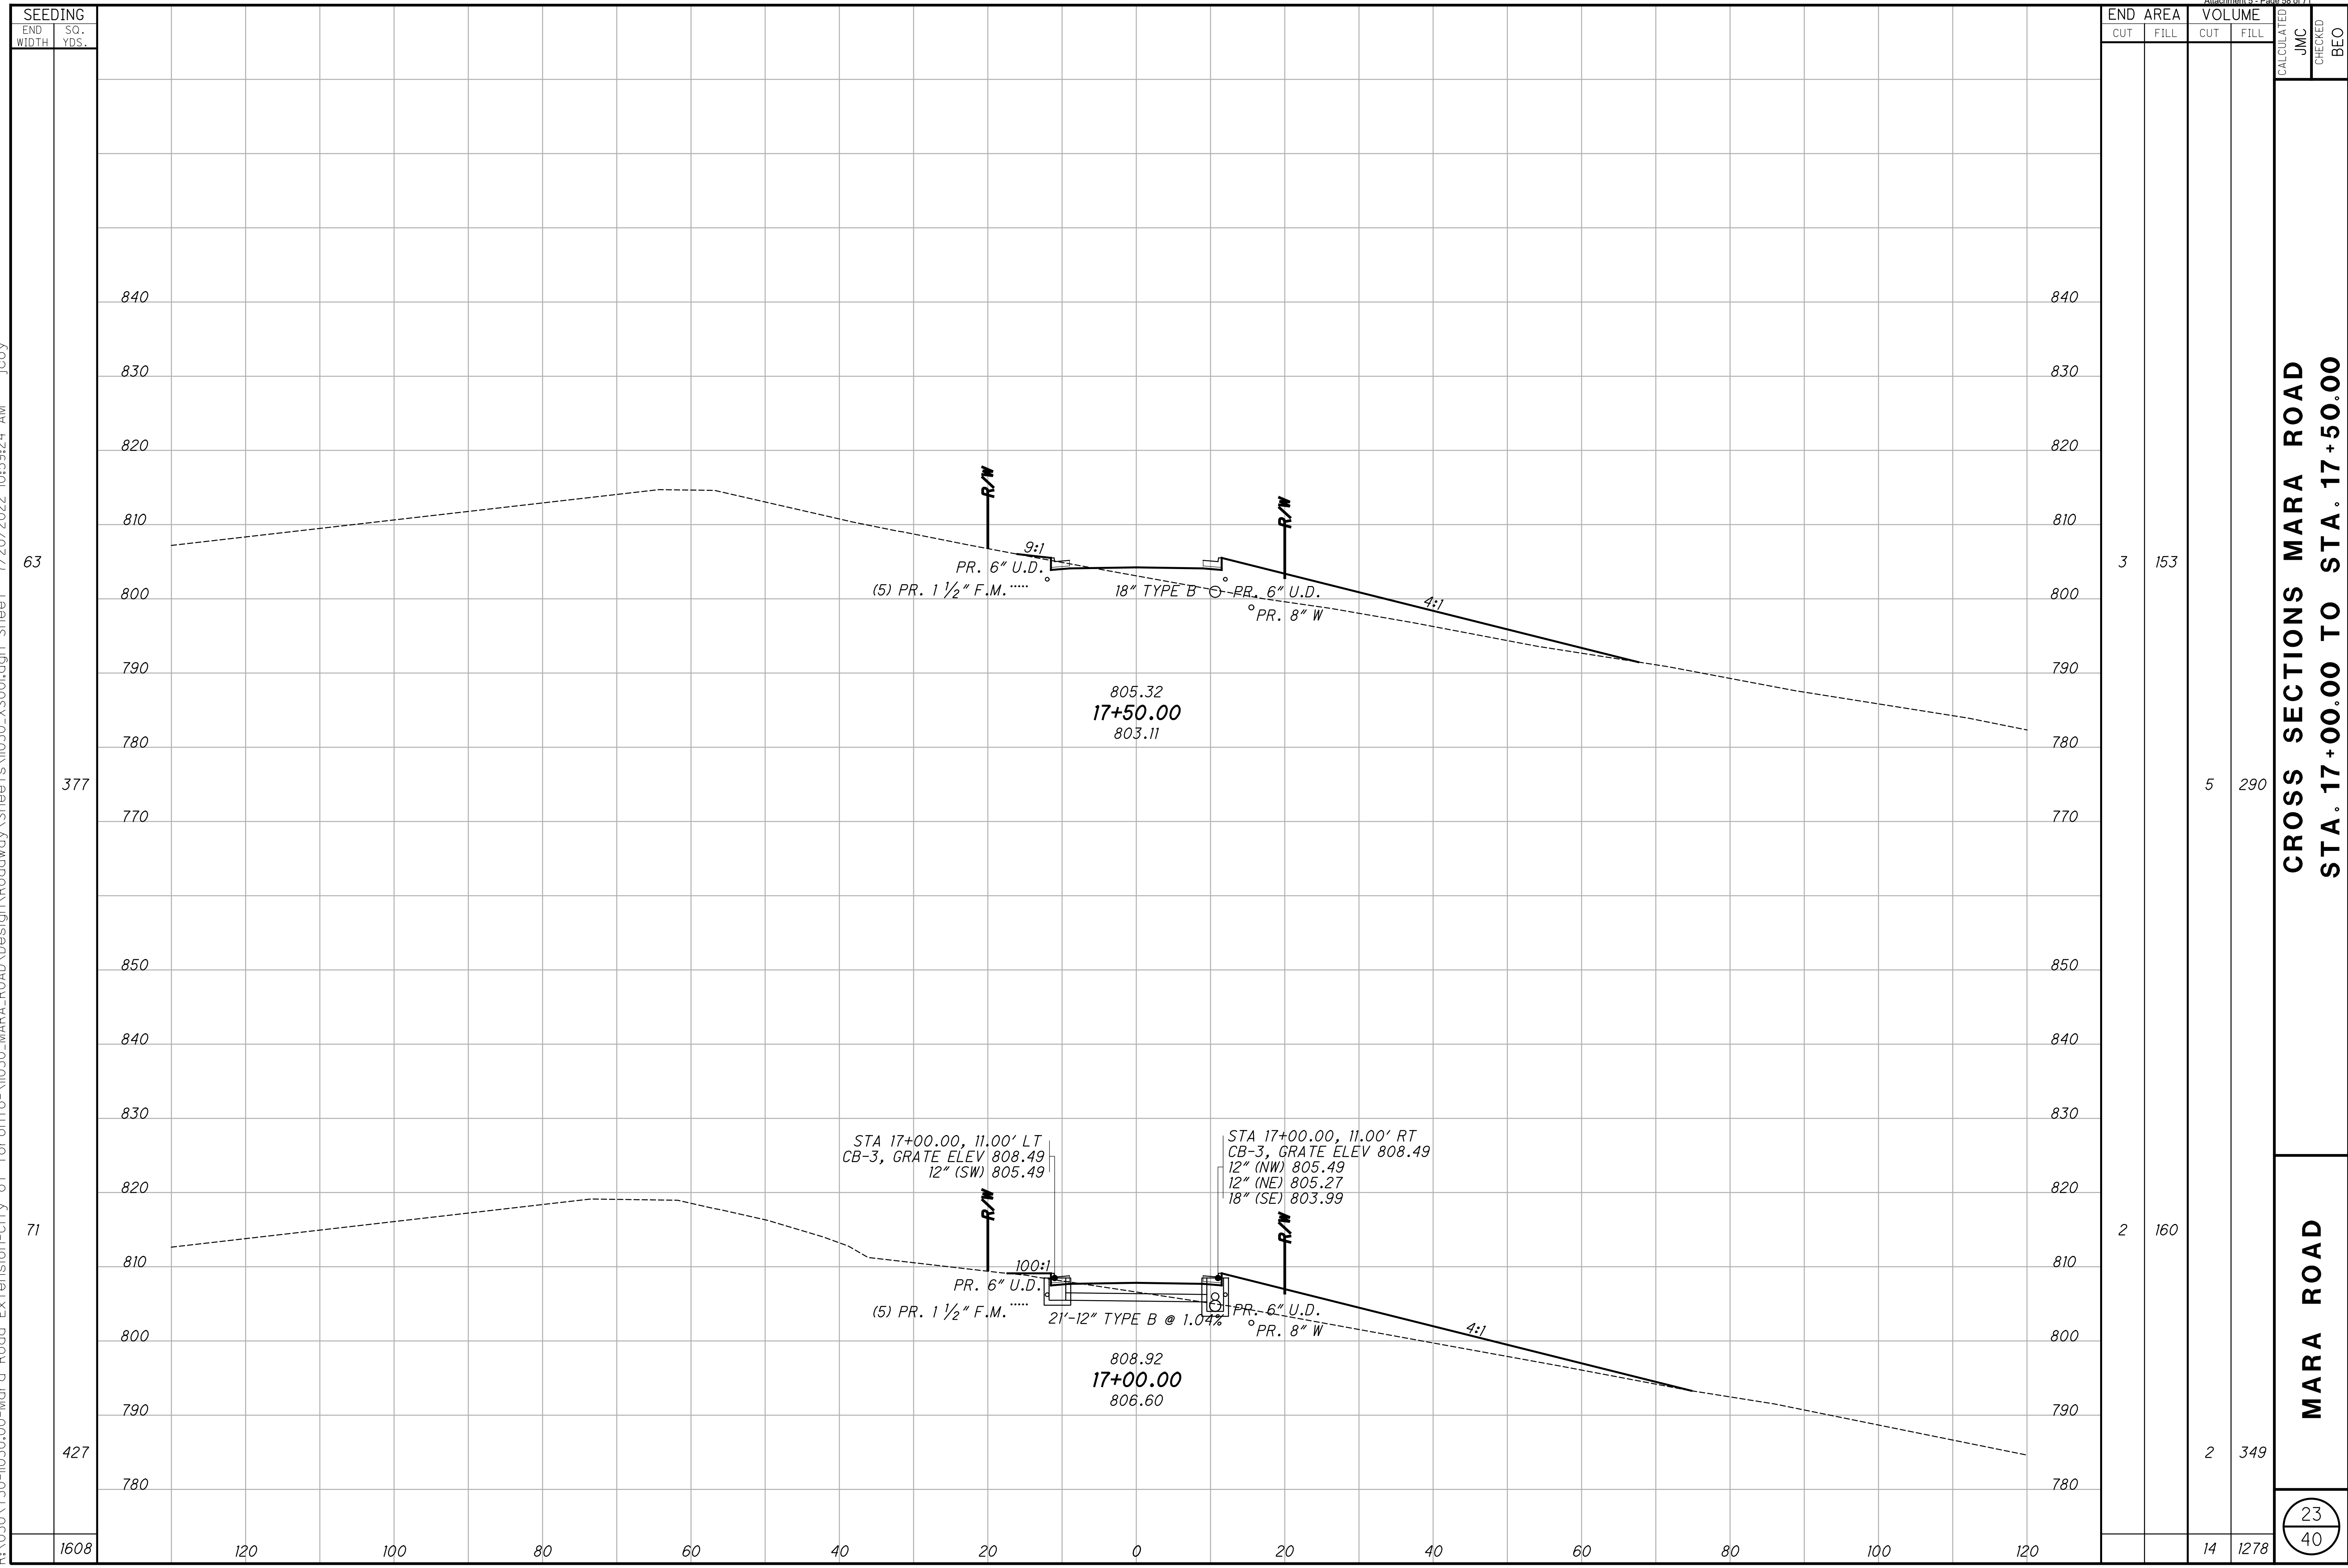 Attachment 5 - Page 58 of 71
SEEDING
END WIDTH
SQ. YDS.
END AREA
VOLUME
CUT
FILL
CUT
FILL
CALCULATED
JMC
CHECKED
BEO
840
840
830
830
820
820
R/W
R/W
810
810
63
9:1
3
153
PR. 6" U.D.
(5) PR. 1 1/2" F.M.
18" TYPE B
PR. 6" U.D.
800
800
4:1
PR. 8" W
790
790
805.32
17+50.00
803.11
780
780
377
5
290
770
770
850
850
840
840
830
830
STA 17+00.00, 11.00' LT
CB-3, GRATE ELEV 808.49
12" (SW) 805.49
STA 17+00.00, 11.00' RT
CB-3, GRATE ELEV 808.49
12" (NW) 805.49
12" (NE) 805.27
18" (SE) 803.99
820
820
R/W
R/W
71
2
160
810
810
100:1
PR. 6" U.D.
(5) PR. 1 1/2" F.M.
21'-12" TYPE B @ 1.04%
PR. 6" U.D.
PR. 8" W
4:1
800
800
808.92
17+00.00
806.60
790
790
427
2
349
780
780
1608
120
100
80
60
40
20
0
20
40
60
80
100
120
14
1278
CROSS SECTIONS MARA ROAD
STA. 17+00.00 TO STA. 17+50.00
MARA ROAD
23
40